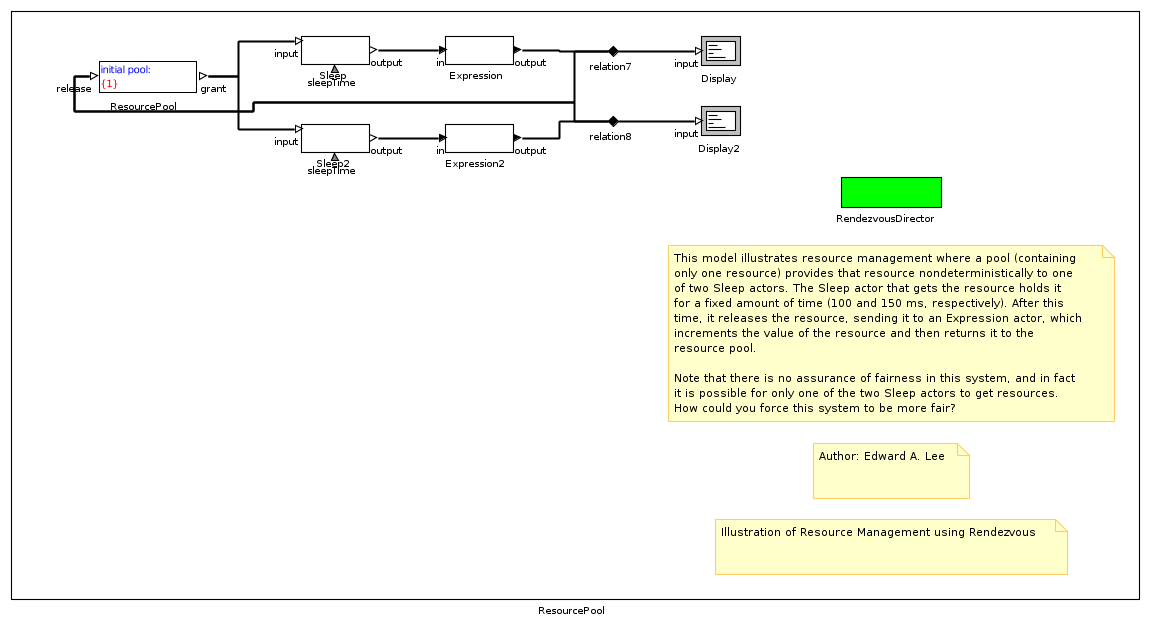 input
Sleep
sleepTime
output
in
Expression
output
relation7
input
Display
initial pool:
{1}
release
grant
ResourcePool
input
Sleep2
sleepTime
output
in
Expression2
output
relation8
input
Display2
RendezvousDirector
This model illustrates resource management where a pool (containing
only one resource) provides that resource nondeterministically to one
of two Sleep actors. The Sleep actor that gets the resource holds it
for a fixed amount of time (100 and 150 ms, respectively). After this
time, it releases the resource, sending it to an Expression actor, which
increments the value of the resource and then returns it to the
resource pool.
Note that there is no assurance of fairness in this system, and in fact
it is possible for only one of the two Sleep actors to get resources.
How could you force this system to be more fair?
Author: Edward A. Lee
Illustration of Resource Management using Rendezvous
ResourcePool